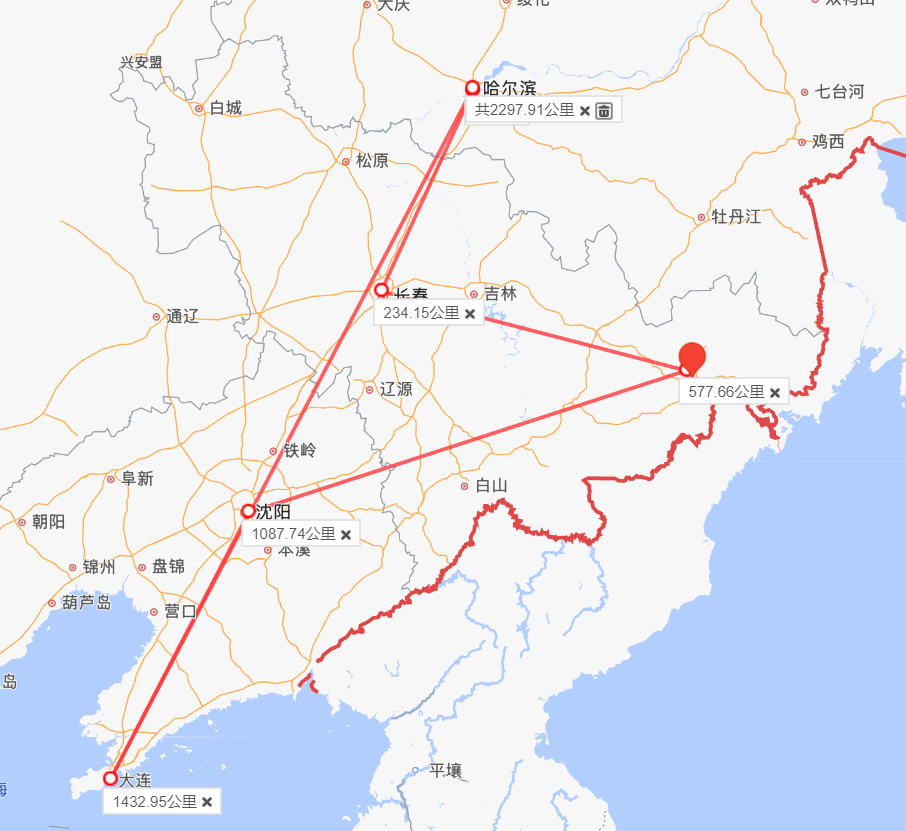 大庆
绥化
双鸭山
兴安盟
哈尔滨
共2297.91公里
七台河
白城
鸡西
松原
牡丹江
长春
吉林
234.15公里
通辽
577.66公里
辽源
铁岭
阜新
白山
沈阳
朝阳
1087.74公里
本溪
锦州
盘锦
葫芦岛
营口
岛
平壤
大连
海
1432.95公里